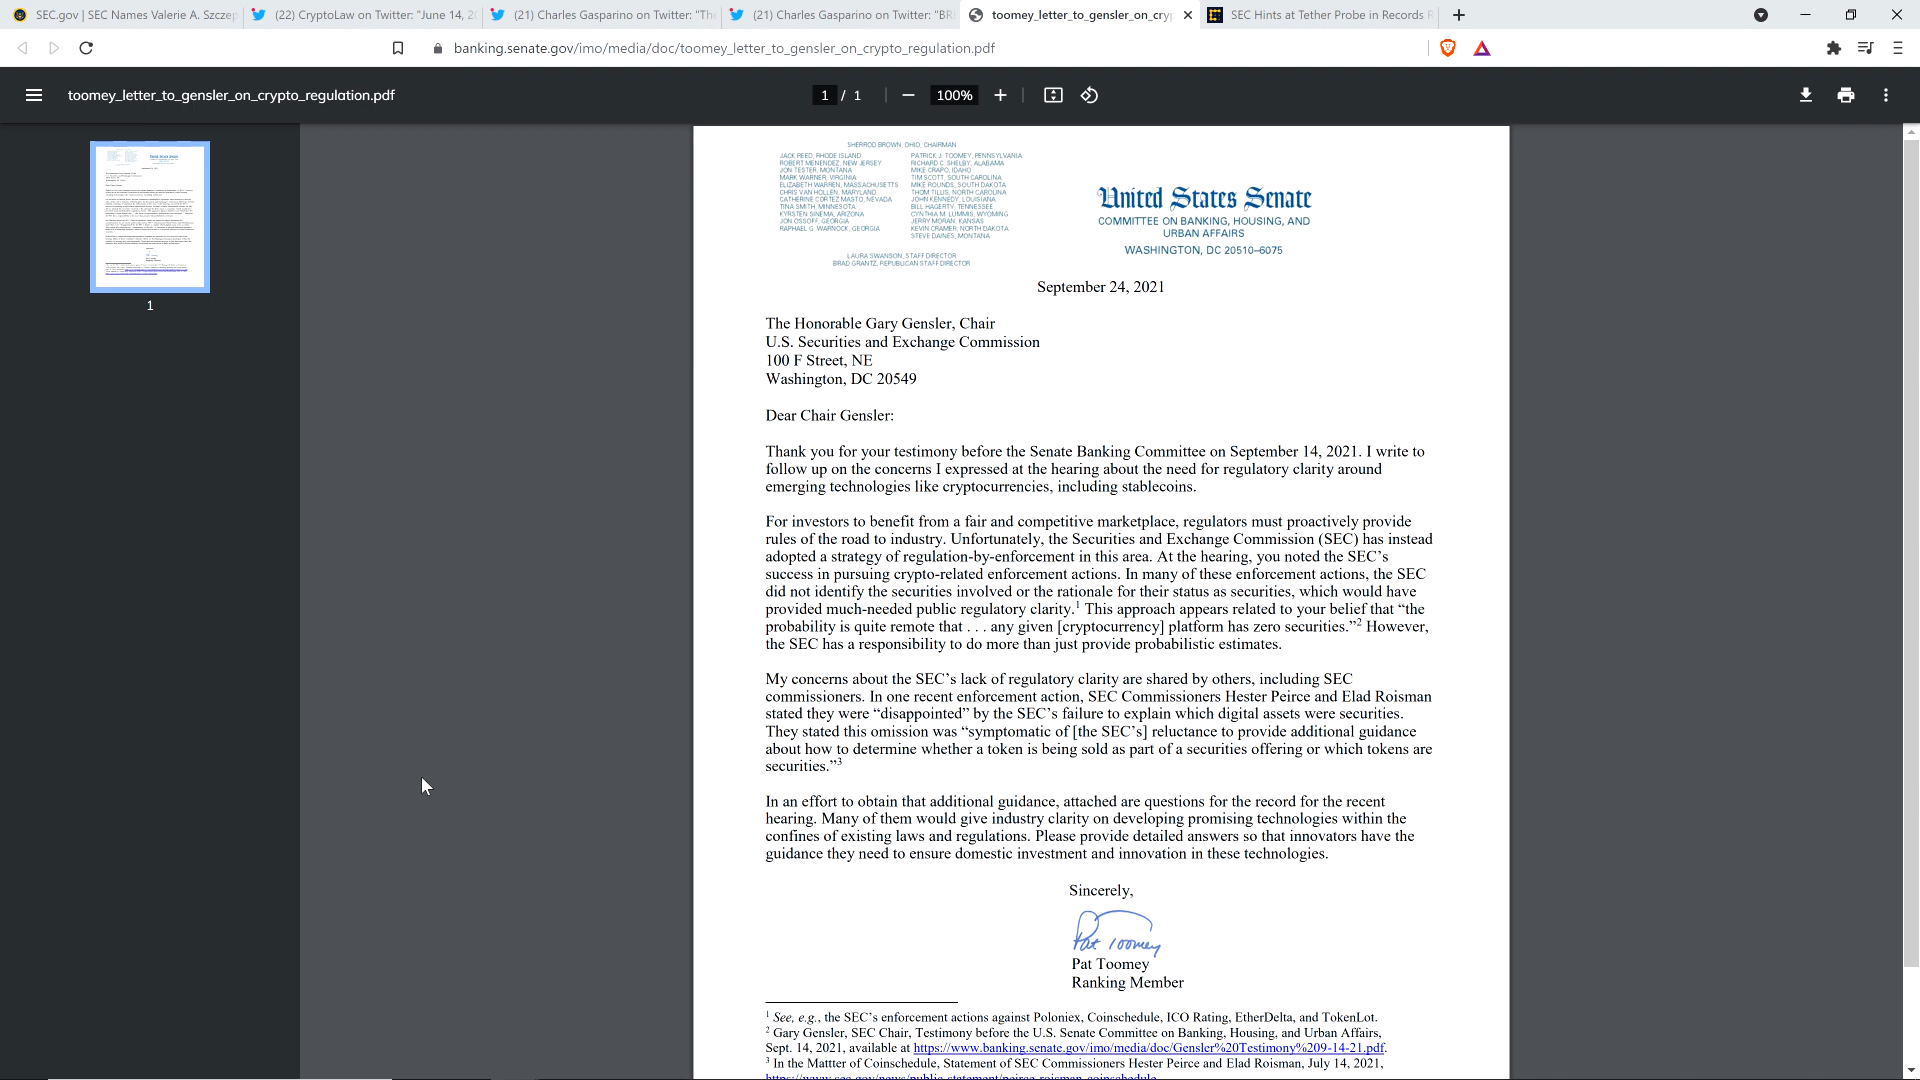 SEC.gov | SEC Names Valerie A. Szczep
(22) CryptoLaw on Twitter: "June 14, 20
(21) Charles Gasparino on Twitter: "The
(21) Charles Gasparino on Twitter: "BR
toomey_letter_to_gensler_on_cryp
SEC Hints at Tether Probe in Records R
banking.senate.gov/imo/media/doc/toomey_letter_to_gensler_on_crypto_regulation.pdf
toomey_letter_to_gensler_on_crypto_regulation.pdf
1 / 1
100%
1
SHERROD BROWN, OHIO, CHAIRMAN
JACK REED, RHODE ISLAND
ROBERT MENENDEZ, NEW JERSEY
JON TESTER, MONTANA
MARK WARNER, VIRGINIA
ELIZABETH WARREN, MASSACHUSETTS
CHRIS VAN HOLLEN, MARYLAND
CATHERINE CORTEZ MASTO, NEVADA
TINA SMITH, MINNESOTA
KYRSTEN SINEMA, ARIZONA
JON OSSOFF, GEORGIA
RAPHAEL G. WARNOCK, GEORGIA
PATRICK J. TOOMEY, PENNSYLVANIA
RICHARD C. SHELBY, ALABAMA
MIKE CRAPO, IDAHO
TIM SCOTT, SOUTH CAROLINA
MIKE ROUNDS, SOUTH DAKOTA
THOM TILLIS, NORTH CAROLINA
JOHN KENNEDY, LOUISIANA
BILL HAGERTY, TENNESSEE
CYNTHIA M. LUMMIS, WYOMING
JERRY MORAN, KANSAS
KEVIN CRAMER, NORTH DAKOTA
STEVE DAINES, MONTANA
LAURA SWANSON, STAFF DIRECTOR
BRAD GRANTZ, REPUBLICAN STAFF DIRECTOR
United States Senate
COMMITTEE ON BANKING, HOUSING, AND
URBAN AFFAIRS
WASHINGTON, DC 20510–6075
September 24, 2021
The Honorable Gary Gensler, Chair
U.S. Securities and Exchange Commission
100 F Street, NE
Washington, DC 20549
Dear Chair Gensler:
Thank you for your testimony before the Senate Banking Committee on September 14, 2021. I write to
follow up on the concerns I expressed at the hearing about the need for regulatory clarity around
emerging technologies like cryptocurrencies, including stablecoins.
For investors to benefit from a fair and competitive marketplace, regulators must proactively provide
rules of the road to industry. Unfortunately, the Securities and Exchange Commission (SEC) has instead
adopted a strategy of regulation-by-enforcement in this area. At the hearing, you noted the SEC’s
success in pursuing crypto-related enforcement actions. In many of these enforcement actions, the SEC
did not identify the securities involved or the rationale for their status as securities, which would have
provided much-needed public regulatory clarity.1 This approach appears related to your belief that “the
probability is quite remote that . . . any given [cryptocurrency] platform has zero securities.”2 However,
the SEC has a responsibility to do more than just provide probabilistic estimates.
My concerns about the SEC’s lack of regulatory clarity are shared by others, including SEC
commissioners. In one recent enforcement action, SEC Commissioners Hester Peirce and Elad Roisman
stated they were “disappointed” by the SEC’s failure to explain which digital assets were securities.
They stated this omission was “symptomatic of [the SEC’s] reluctance to provide additional guidance
about how to determine whether a token is being sold as part of a securities offering or which tokens are
securities.”3
In an effort to obtain that additional guidance, attached are questions for the record for the recent
hearing. Many of them would give industry clarity on developing promising technologies within the
confines of existing laws and regulations. Please provide detailed answers so that innovators have the
guidance they need to ensure domestic investment and innovation in these technologies.
Sincerely,
Pat Toomey
Pat Toomey
Ranking Member
1 See, e.g., the SEC’s enforcement actions against Poloniex, Coinschedule, ICO Rating, EtherDelta, and TokenLot.
2 Gary Gensler, SEC Chair, Testimony before the U.S. Senate Committee on Banking, Housing, and Urban Affairs,
Sept. 14, 2021, available at https://www.banking.senate.gov/imo/media/doc/Gensler%20Testimony%209-14-21.pdf.
3 In the Mattter of Coinschedule, Statement of SEC Commissioners Hester Peirce and Elad Roisman, July 14, 2021,
https://www.sec.gov/news/public-statement/peirce-roisman-coinschedule.